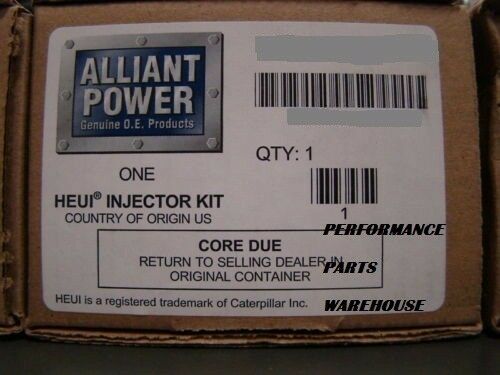 ALLIANT
POWER
Genuine O.E. Products
ONE
HEUI® INJECTOR KIT
COUNTRY OF ORIGIN US
QTY: 1
1
CORE DUE
RETURN TO SELLING DEALER IN
ORIGINAL CONTAINER
HEUI is a registered trademark of Caterpillar Inc.
PERFORMANCE
PARTS
WAREHOUSE